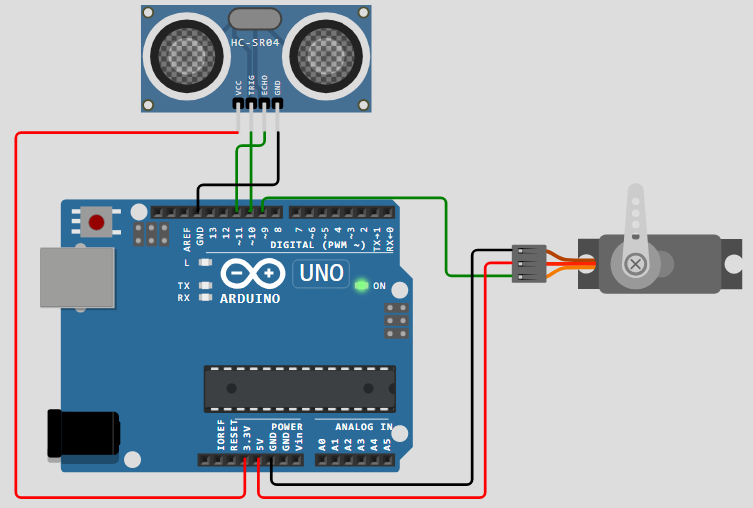 HC-SR04
VCC
TRIG
ECHO
GND
AREF
GND
13
12
~11
~10
~9
8
7
~6
~5
4
~3
2
TX→1
RX←0
DIGITAL (PWM ~)
L
TX
RX
UNO
ARDUINO
ON
IOREF
RESET
3.3V
5V
GND
GND
Vin
POWER
ANALOG IN
A0
A1
A2
A3
A4
A5